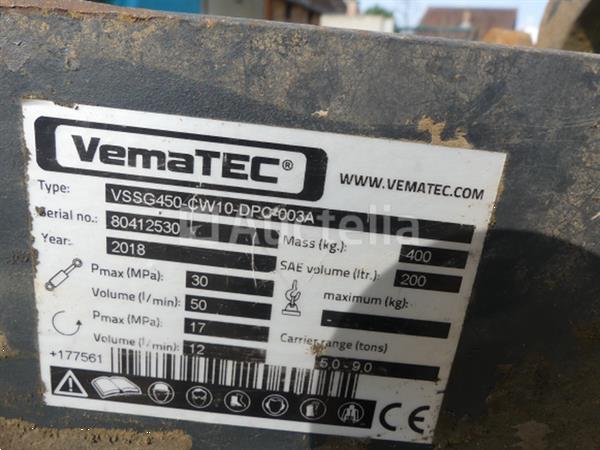 VemaTEC®
WWW.VEMATEC.COM
Type: VSSG450-CW10-DPC-003A
Serial no.: 80412530
Year: 2018
Mass (kg.): 400
SAE volume (ltr.): 200
Pmax (MPa): 30
Volume (l/min): 50
maximum (kg): -
Pmax (MPa): 17
Volume (l/min): 12
Carrier range (tons)
5.0-9.0
+177561
CE
Auctelia